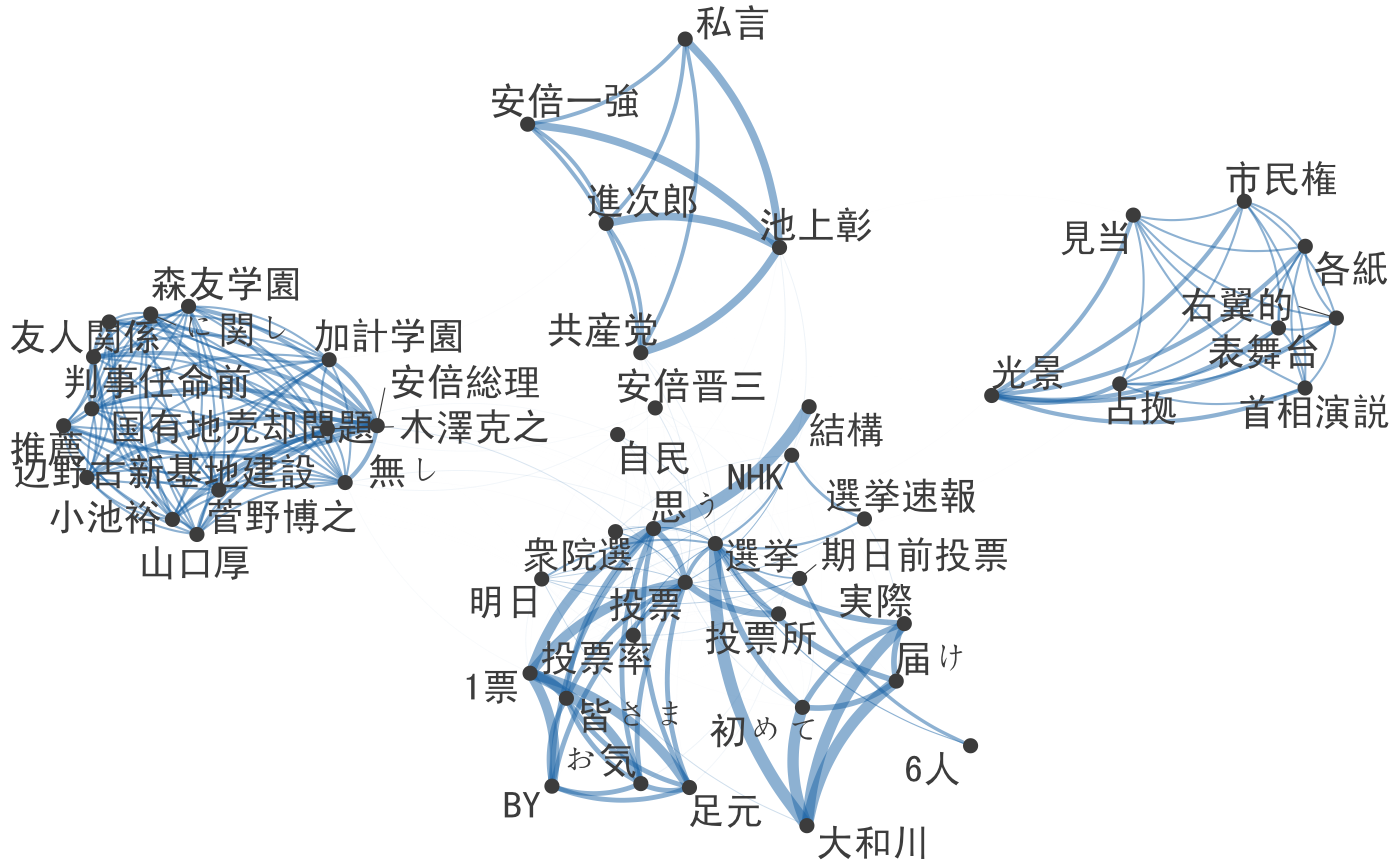 私言
安倍一強
進次郎
池上彰
共産党
市民権
見当
各紙
右翼的
表舞台
光景
占拠
首相演説
森友学園
友人関係
に関し
加計学園
判事任命前
安倍総理
国有地売却問題
木澤克之
推薦
辺野古新基地建設
無し
小池裕
菅野博之
山口厚
安倍晋三
結構
自民
NHK
思う
選挙速報
衆院選
選挙
期日前投票
明日
投票
実際
投票率
投票所
届け
1票
皆さま
初めて
お気
6人
BY
足元
大和川